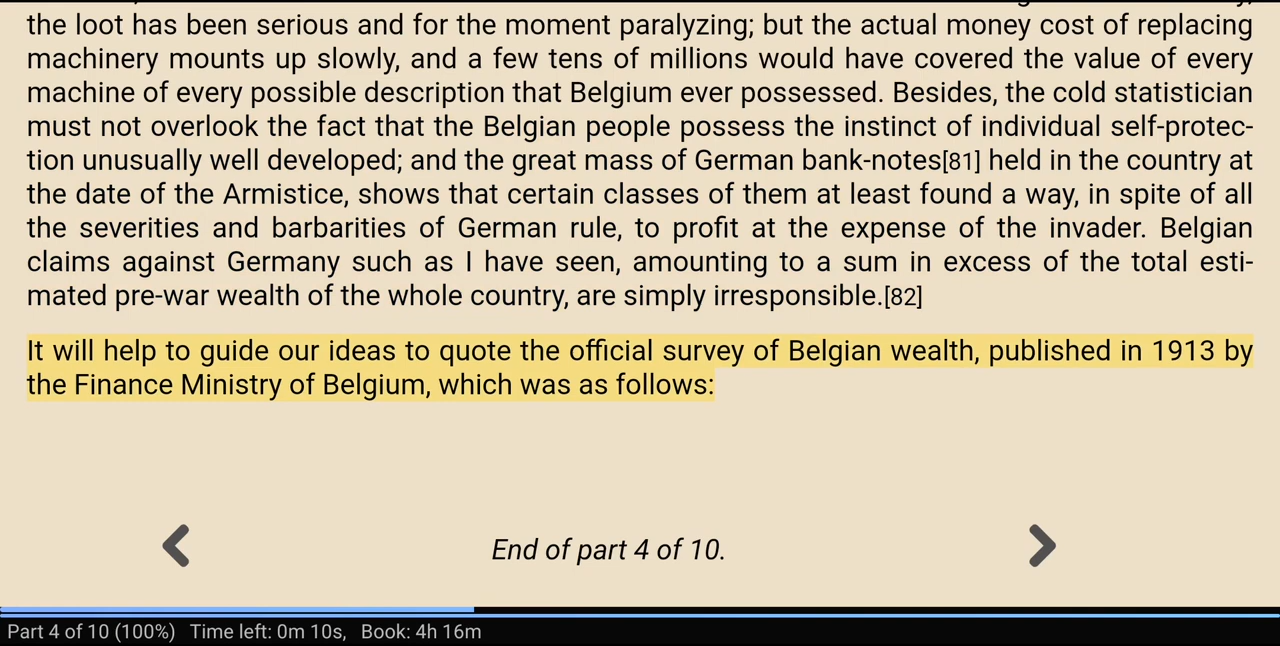 the loot has been serious and for the moment paralyzing; but the actual money cost of replacing
machinery mounts up slowly, and a few tens of millions would have covered the value of every
machine of every possible description that Belgium ever possessed. Besides, the cold statistician
must not overlook the fact that the Belgian people possess the instinct of individual self-protec-
tion unusually well developed; and the great mass of German bank-notes[81] held in the country at
the date of the Armistice, shows that certain classes of them at least found a way, in spite of all
the severities and barbarities of German rule, to profit at the expense of the invader. Belgian
claims against Germany such as I have seen, amounting to a sum in excess of the total esti-
mated pre-war wealth of the whole country, are simply irresponsible.[82]
It will help to guide our ideas to quote the official survey of Belgian wealth, published in 1913 by
the Finance Ministry of Belgium, which was as follows:
End of part 4 of 10.
Part 4 of 10 (100%) Time left: 0m 10s, Book: 4h 16m